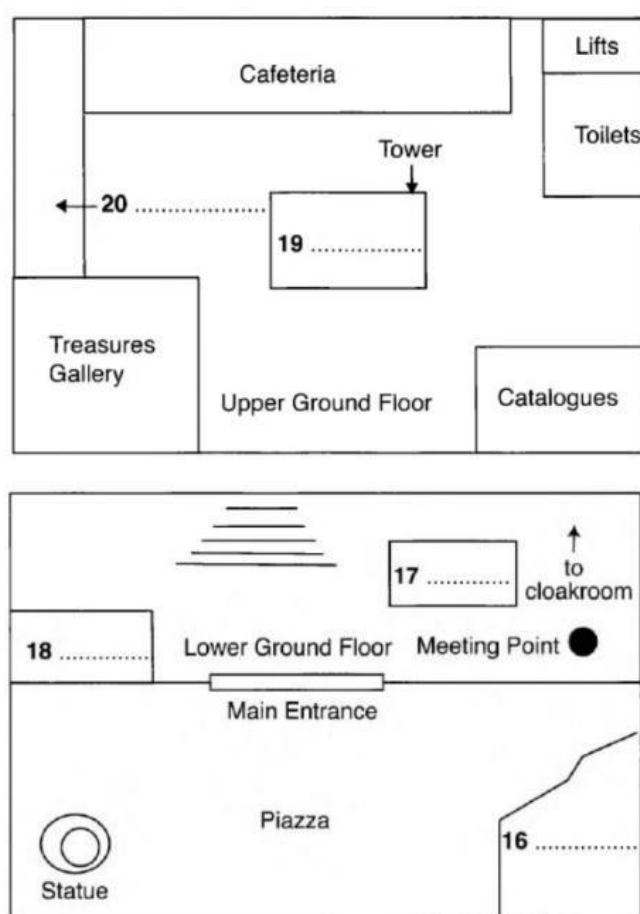 Cafeteria
Lifts
Toilets
Tower
20 ....................
19 .................
Treasures
Gallery
Upper Ground Floor
Catalogues
17 .............
to
cloakroom
18 ..............
Lower Ground Floor
Meeting Point
Main Entrance
Piazza
16 ...............
Statue